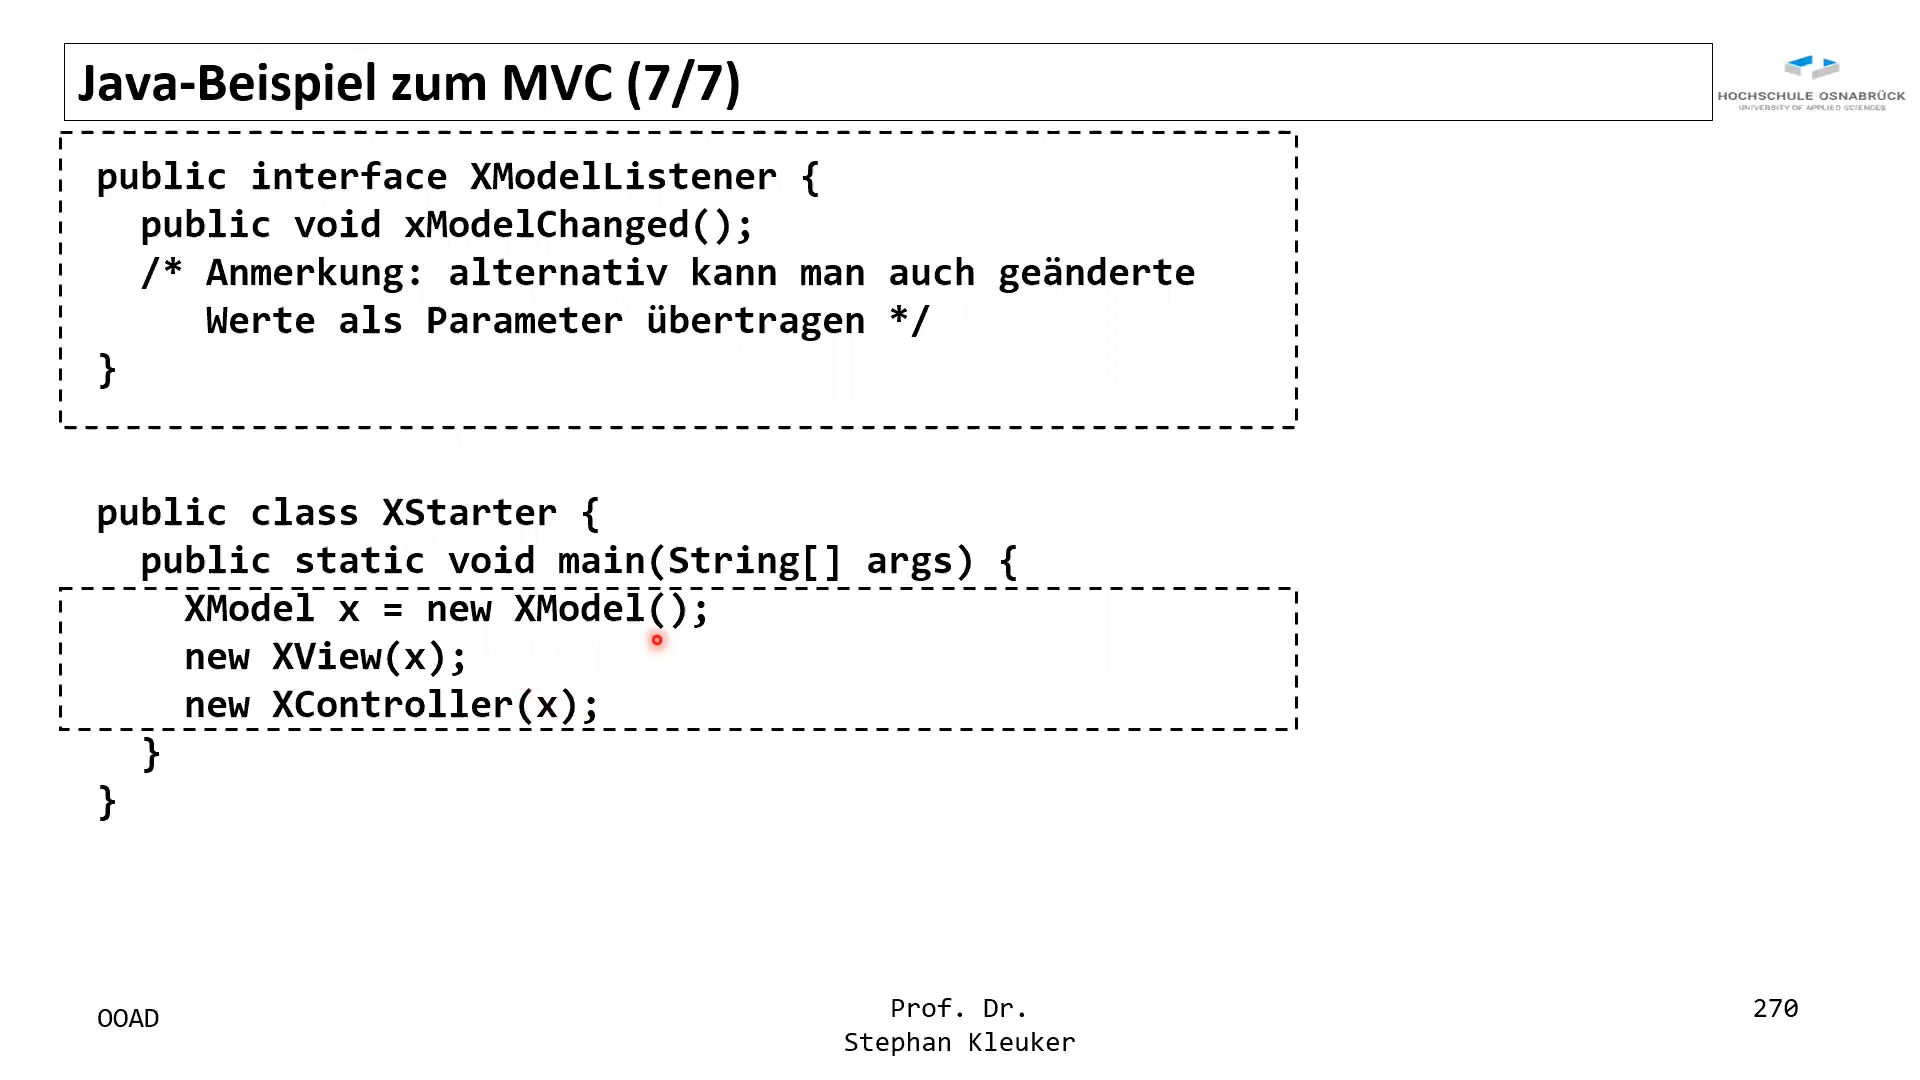 Java-Beispiel zum MVC (7/7)
HOCHSCHULE OSNABRÜCK
UNIVERSITY OF APPLIED SCIENCES
public interface XModelListener {
  public void xModelChanged();
  /* Anmerkung: alternativ kann man auch geänderte
     Werte als Parameter übertragen */
}
public class XStarter {
  public static void main(String[] args) {
    XModel x = new XModel();
    new XView(x);
    new XController(x);
  }
}
OOAD
Prof. Dr.
Stephan Kleuker
270